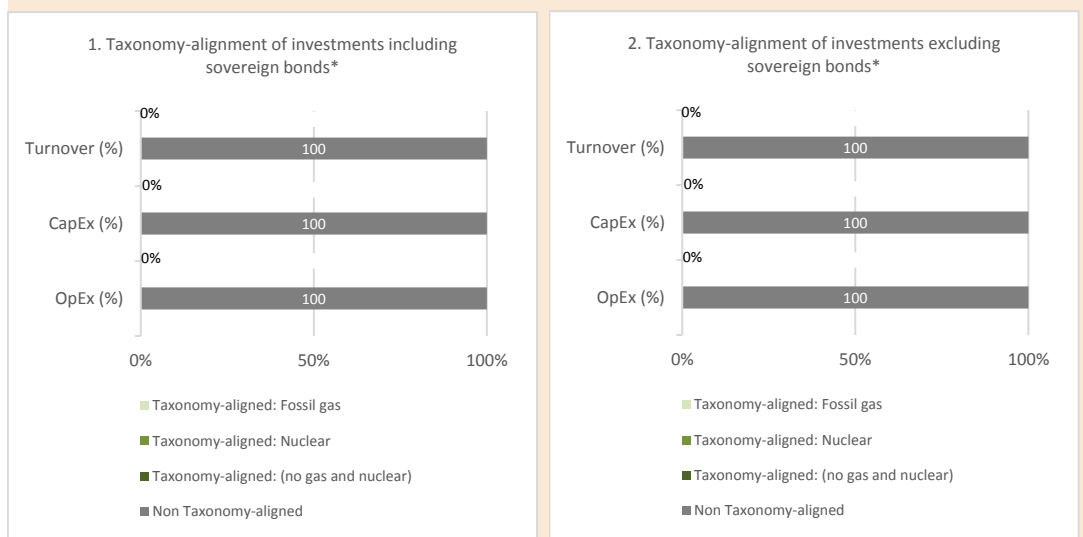 1. Taxonomy-alignment of investments including
sovereign bonds*
0%
Turnover (%)
100
0%
CapEx (%)
100
0%
OpEx (%)
100
0%
50%
100%
Taxonomy-aligned: Fossil gas
Taxonomy-aligned: Nuclear
Taxonomy-aligned: (no gas and nuclear)
Non Taxonomy-aligned
2. Taxonomy-alignment of investments excluding
sovereign bonds*
0%
Turnover (%)
100
0%
CapEx (%)
100
0%
OpEx (%)
100
0%
50%
100%
Taxonomy-aligned: Fossil gas
Taxonomy-aligned: Nuclear
Taxonomy-aligned: (no gas and nuclear)
Non Taxonomy-aligned